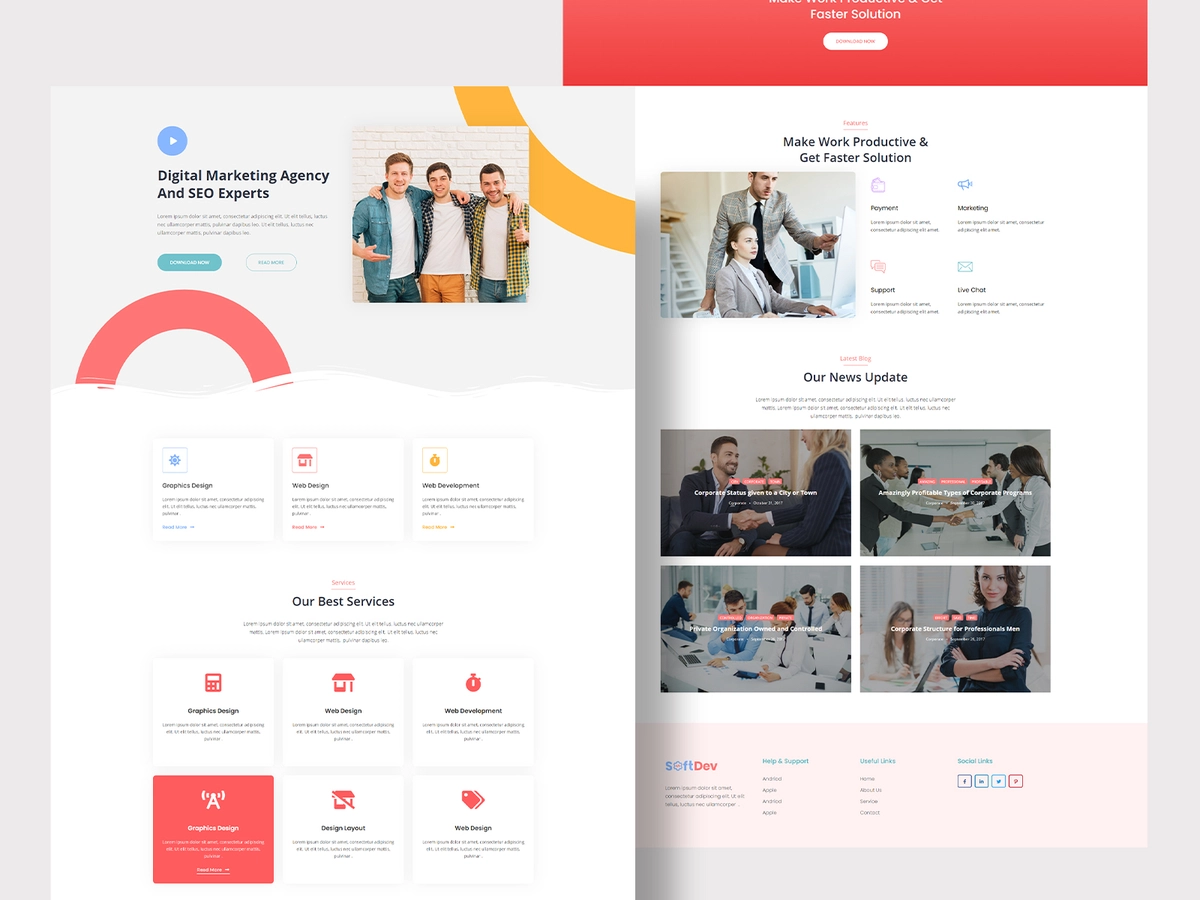 Make Work Productive & Get
Faster Solution
DOWNLOAD NOW
Digital Marketing Agency
And SEO Experts
Lorem ipsum dolor sit amet, consectetur adipiscing elit. Ut elit tellus, luctus
nec ullamcorper mattis, pulvinar dapibus leo. Ut elit tellus, luctus nec
ullamcorper mattis, pulvinar dapibus leo.
DOWNLOAD NOW
READ MORE
Graphics Design
Lorem ipsum dolor sit amet, consectetur
adipiscing elit. Ut elit tellus, luctus nec
ullamcorper mattis,
pulvinar .
Read More
Web Design
Lorem ipsum dolor sit amet, consectetur
adipiscing elit. Ut elit tellus, luctus nec
ullamcorper mattis,
pulvinar .
Read More
Web Development
Lorem ipsum dolor sit amet, consectetur
adipiscing elit. Ut elit tellus, luctus nec
ullamcorper mattis,
pulvinar .
Read More
Services
Our Best Services
Lorem ipsum dolor sit amet, consectetur adipiscing elit. Ut elit tellus, luctus nec ullamcorper
mattis, Lorem ipsum dolor sit amet, consectetur adipiscing elit. Ut elit tellus, luctus nec
ullamcorper mattis, pulvinar dapibus leo.
Graphics Design
Lorem ipsum dolor sit amet, consectetur adipiscing
elit. Ut elit tellus, luctus nec ullamcorper mattis,
pulvinar .
Web Design
Lorem ipsum dolor sit amet, consectetur adipiscing
elit. Ut elit tellus, luctus nec ullamcorper mattis,
pulvinar .
Web Development
Lorem ipsum dolor sit amet, consectetur adipiscing
elit. Ut elit tellus, luctus nec ullamcorper mattis,
pulvinar .
Graphics Design
Lorem ipsum dolor sit amet, consectetur adipiscing
elit. Ut elit tellus, luctus nec ullamcorper mattis,
pulvinar .
Read More
Design Layout
Lorem ipsum dolor sit amet, consectetur adipiscing
elit. Ut elit tellus, luctus nec ullamcorper mattis,
pulvinar .
Web Design
Lorem ipsum dolor sit amet, consectetur adipiscing
elit. Ut elit tellus, luctus nec ullamcorper mattis,
pulvinar .
Features
Make Work Productive &
Get Faster Solution
Payment
Lorem ipsum dolor sit amet,
consectetur adipiscing elit amet.
Marketing
Lorem ipsum dolor sit amet, consectetur
adipiscing elit amet.
Support
Lorem ipsum dolor sit amet,
consectetur adipiscing elit amet.
Live Chat
Lorem ipsum dolor sit amet, consectetur
adipiscing elit amet.
Latest Blog
Our News Update
Lorem ipsum dolor sit amet, consectetur adipiscing elit. Ut elit tellus, luctus nec ullamcorper
mattis, Lorem ipsum dolor sit amet, consectetur adipiscing elit. Ut elit tellus, luctus nec
ullamcorper mattis, pulvinar dapibus leo.
Corporate Status given to a City or Town
Corporate October 31, 2017
Amazingly Profitable Types of Corporate Programs
Corporate
Private Organization Owned and Controlled
Corporate
Corporate Structure for Professionals Men
Corporate September 26, 2017
SoftDev
Lorem ipsum dolor sit amet,
consectetur adipiscing elit. Ut elit
tellus, luctus nec ullamcorper ..
Help & Support
Andriod
Apple
Andriod
Apple
Useful Links
Home
About Us
Service
Contact
Social Links